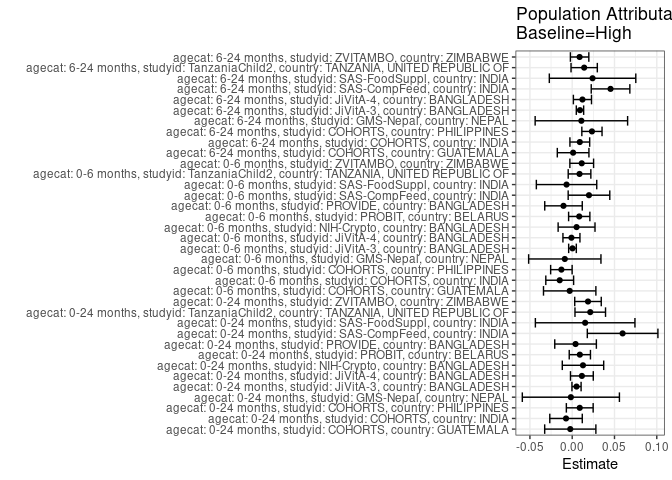 Population Attributa
Baseline=High
agecat: 6-24 months, studyid: ZVITAMBO, country: ZIMBABWE
agecat: 6-24 months, studyid: TanzaniaChild2, country: TANZANIA, UNITED REPUBLIC OF
agecat: 6-24 months, studyid: SAS-FoodSuppl, country: INDIA
agecat: 6-24 months, studyid: SAS-CompFeed, country: INDIA
agecat: 6-24 months, studyid: JiVitA-4, country: BANGLADESH
agecat: 6-24 months, studyid: JiVitA-3, country: BANGLADESH
agecat: 6-24 months, studyid: GMS-Nepal, country: NEPAL
agecat: 6-24 months, studyid: COHORTS, country: PHILIPPINES
agecat: 6-24 months, studyid: COHORTS, country: INDIA
agecat: 6-24 months, studyid: COHORTS, country: GUATEMALA
agecat: 0-6 months, studyid: ZVITAMBO, country: ZIMBABWE
agecat: 0-6 months, studyid: TanzaniaChild2, country: TANZANIA, UNITED REPUBLIC OF
agecat: 0-6 months, studyid: SAS-FoodSuppl, country: INDIA
agecat: 0-6 months, studyid: SAS-CompFeed, country: INDIA
agecat: 0-6 months, studyid: PROVIDE, country: BANGLADESH
agecat: 0-6 months, studyid: PROBIT, country: BELARUS
agecat: 0-6 months, studyid: NIH-Crypto, country: BANGLADESH
agecat: 0-6 months, studyid: JiVitA-4, country: BANGLADESH
agecat: 0-6 months, studyid: JiVitA-3, country: BANGLADESH
agecat: 0-6 months, studyid: GMS-Nepal, country: NEPAL
agecat: 0-6 months, studyid: COHORTS, country: PHILIPPINES
agecat: 0-6 months, studyid: COHORTS, country: INDIA
agecat: 0-6 months, studyid: COHORTS, country: GUATEMALA
agecat: 0-24 months, studyid: ZVITAMBO, country: ZIMBABWE
agecat: 0-24 months, studyid: TanzaniaChild2, country: TANZANIA, UNITED REPUBLIC OF
agecat: 0-24 months, studyid: SAS-FoodSuppl, country: INDIA
agecat: 0-24 months, studyid: SAS-CompFeed, country: INDIA
agecat: 0-24 months, studyid: PROVIDE, country: BANGLADESH
agecat: 0-24 months, studyid: PROBIT, country: BELARUS
agecat: 0-24 months, studyid: NIH-Crypto, country: BANGLADESH
agecat: 0-24 months, studyid: JiVitA-4, country: BANGLADESH
agecat: 0-24 months, studyid: JiVitA-3, country: BANGLADESH
agecat: 0-24 months, studyid: GMS-Nepal, country: NEPAL
agecat: 0-24 months, studyid: COHORTS, country: PHILIPPINES
agecat: 0-24 months, studyid: COHORTS, country: INDIA
agecat: 0-24 months, studyid: COHORTS, country: GUATEMALA
-0.05 0.00 0.05 0.10
Estimate